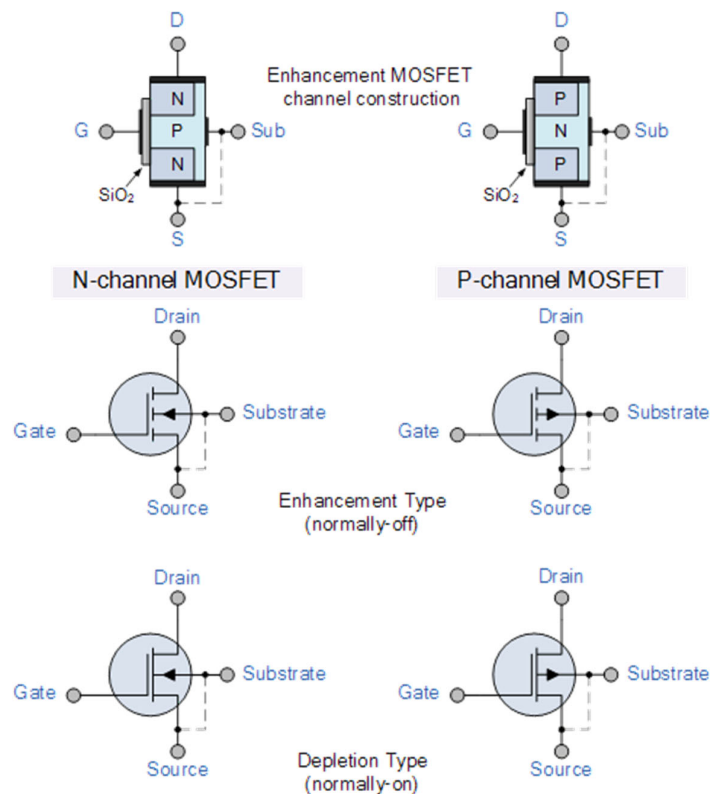 D
D
Enhancement MOSFET
channel construction
N
P
N
G
Sub
SiO₂
S
P
N
P
G
Sub
SiO₂
S
N-channel MOSFET
P-channel MOSFET
Drain
Drain
Gate
Substrate
Gate
Substrate
Source
Source
Enhancement Type
(normally-off)
Drain
Drain
Gate
Substrate
Gate
Substrate
Source
Source
Depletion Type
(normally-on)